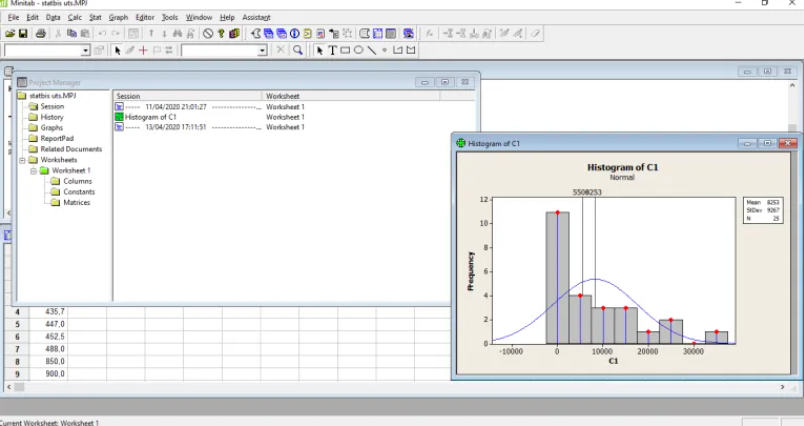 Minitab - statbis uts.MPJ
File Edit Data Calc Stat Graph Editor Tools Window Help Assistant
Project Manager
statbis uts.MPJ
Session
History
Graphs
ReportPad
Related Documents
Worksheets
Worksheet 1
Columns
Constants
Matrices
Session Worksheet
----- 11/04/2020 21:01:27 ---------------... Worksheet 1
Histogram of C1 Worksheet 1
----- 13/04/2020 17:11:51 ---------------... Worksheet 1
4 435,7
5 447,0
6 452,5
7 488,0
8 850,0
9 900,0
Histogram of C1
Histogram of C1
Normal
5508253
Mean 8253
StDev 9267
N 25
Frequency
12
10
8
6
4
2
0
-10000 0 10000 20000 30000
C1
Current Worksheet: Worksheet 1